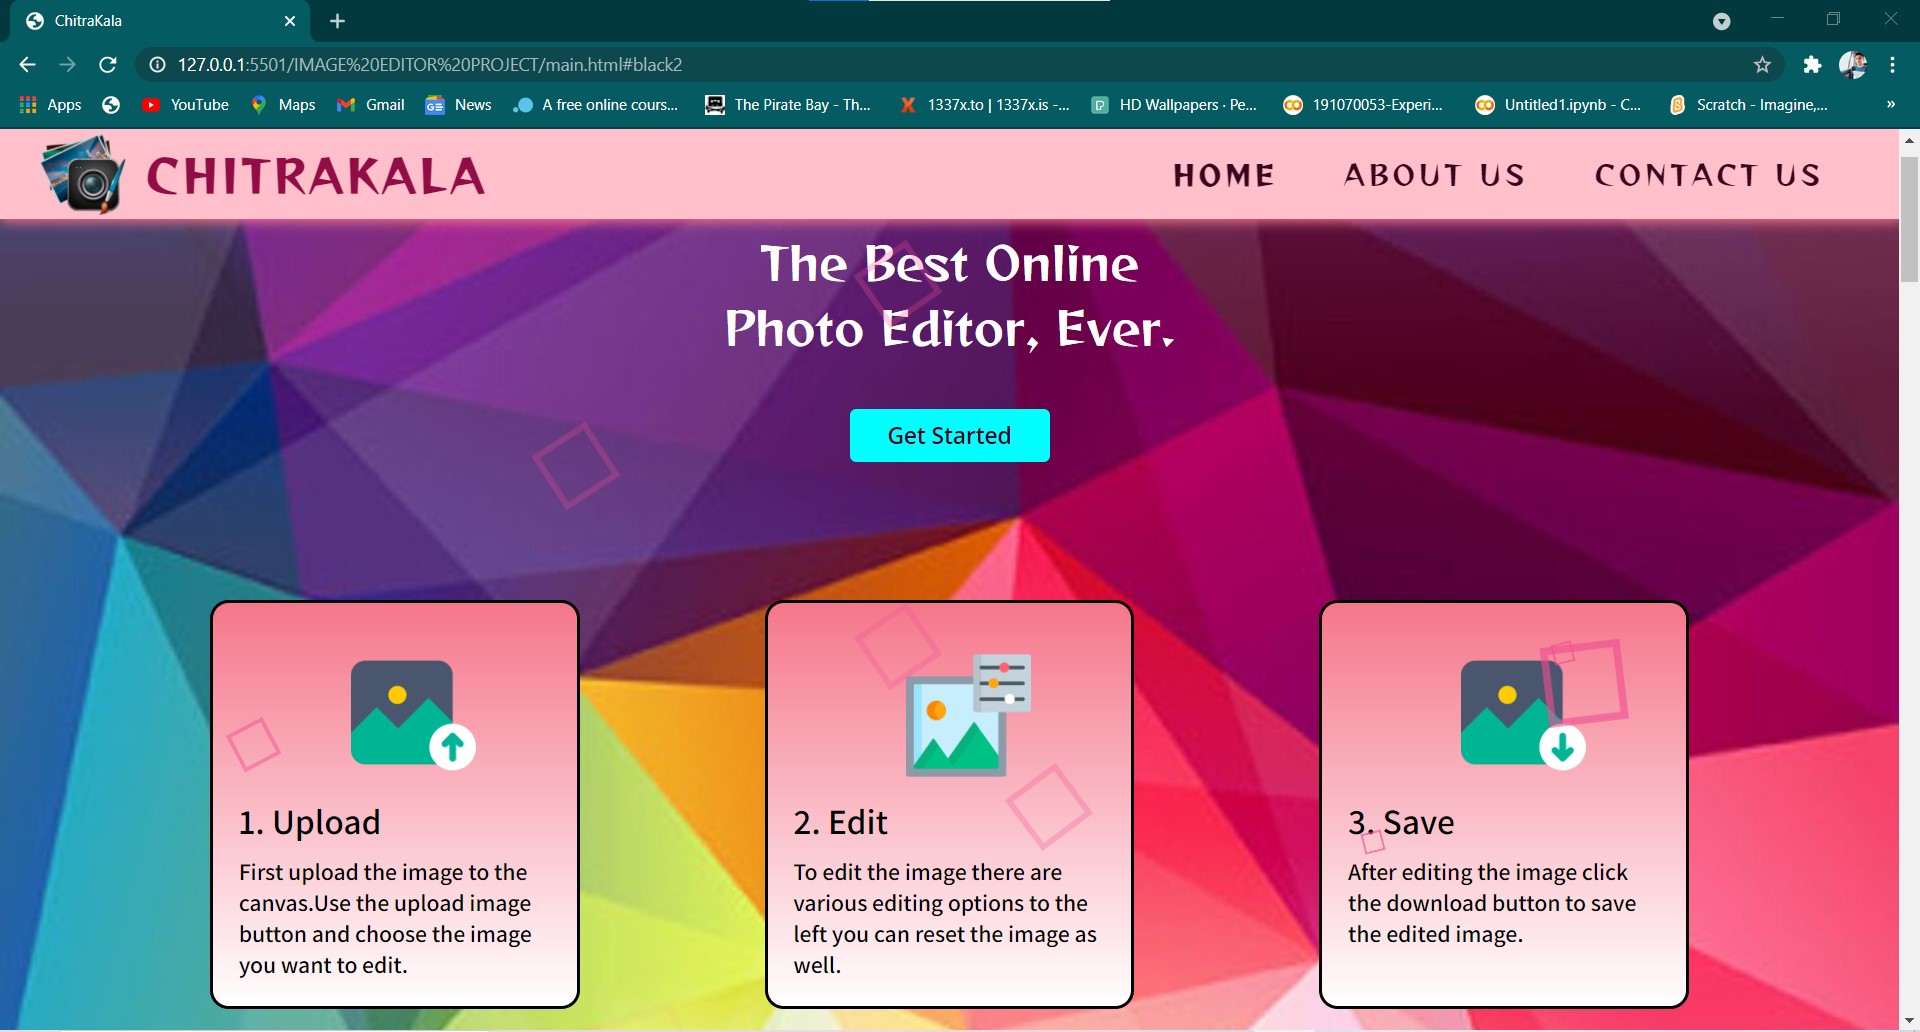 ChitraKala
127.0.0.1:5501/IMAGE%20EDITOR%20PROJECT/main.html#black2
Apps YouTube Maps Gmail News A free online cours... The Pirate Bay - Th... 1337x.to | 1337x.is -... HD Wallpapers · Pe... 191070053-Experi... Untitled1.ipynb - C... Scratch - Imagine,... »
CHITRAKALA HOME ABOUT US CONTACT US
The Best Online
Photo Editor, Ever.
Get Started
1. Upload
First upload the image to the
canvas.Use the upload image
button and choose the image
you want to edit.
2. Edit
To edit the image there are
various editing options to the
left you can reset the image as
well.
3. Save
After editing the image click
the download button to save
the edited image.